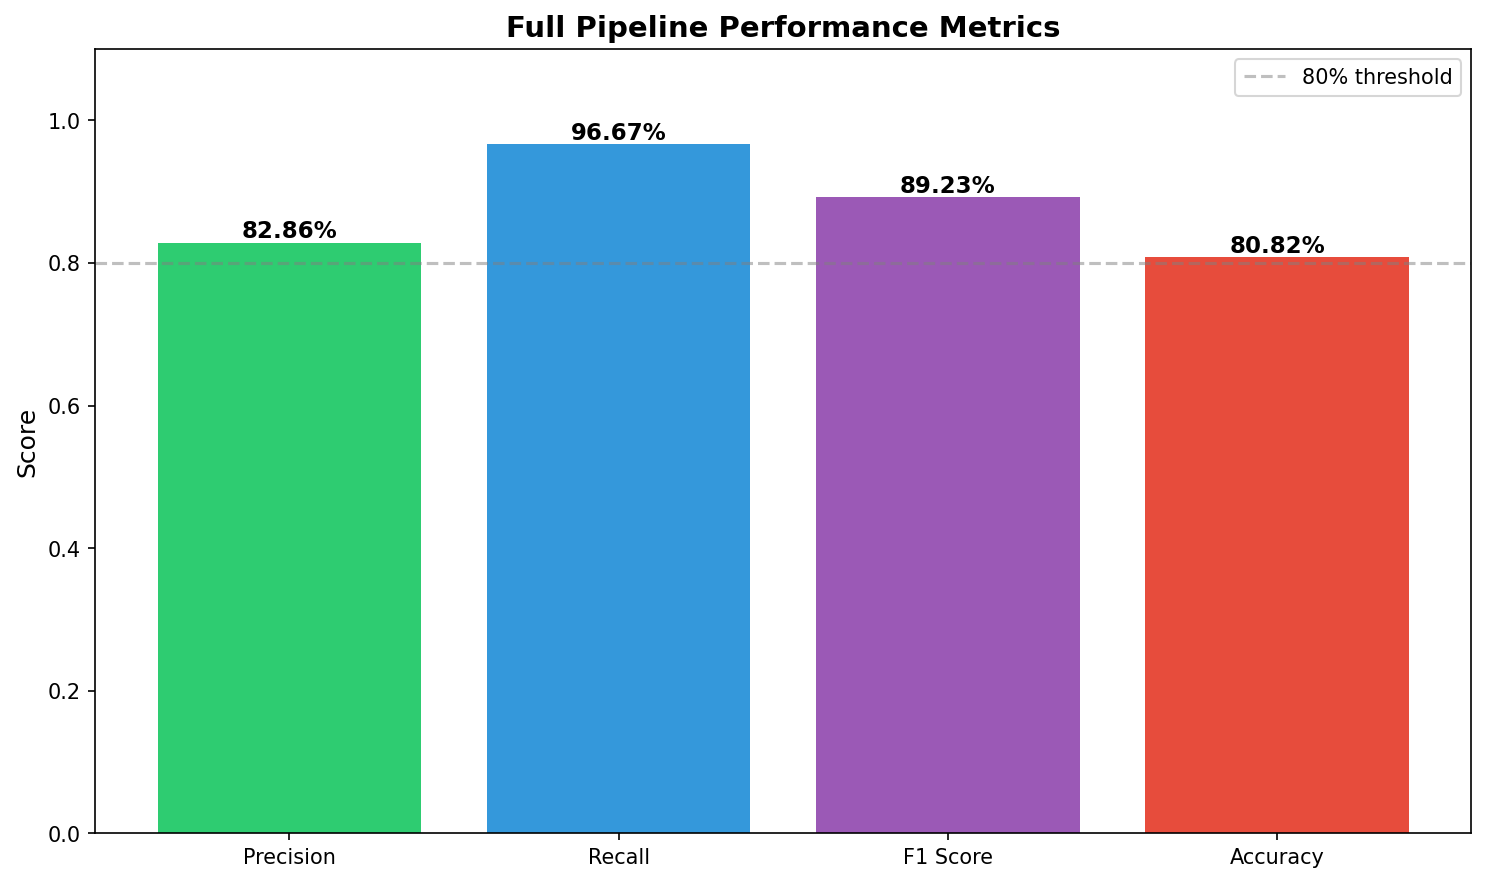 Full Pipeline Performance Metrics
80% threshold
1.0
0.8
0.6
0.4
0.2
0.0
Score
82.86%
96.67%
89.23%
80.82%
Precision
Recall
F1 Score
Accuracy